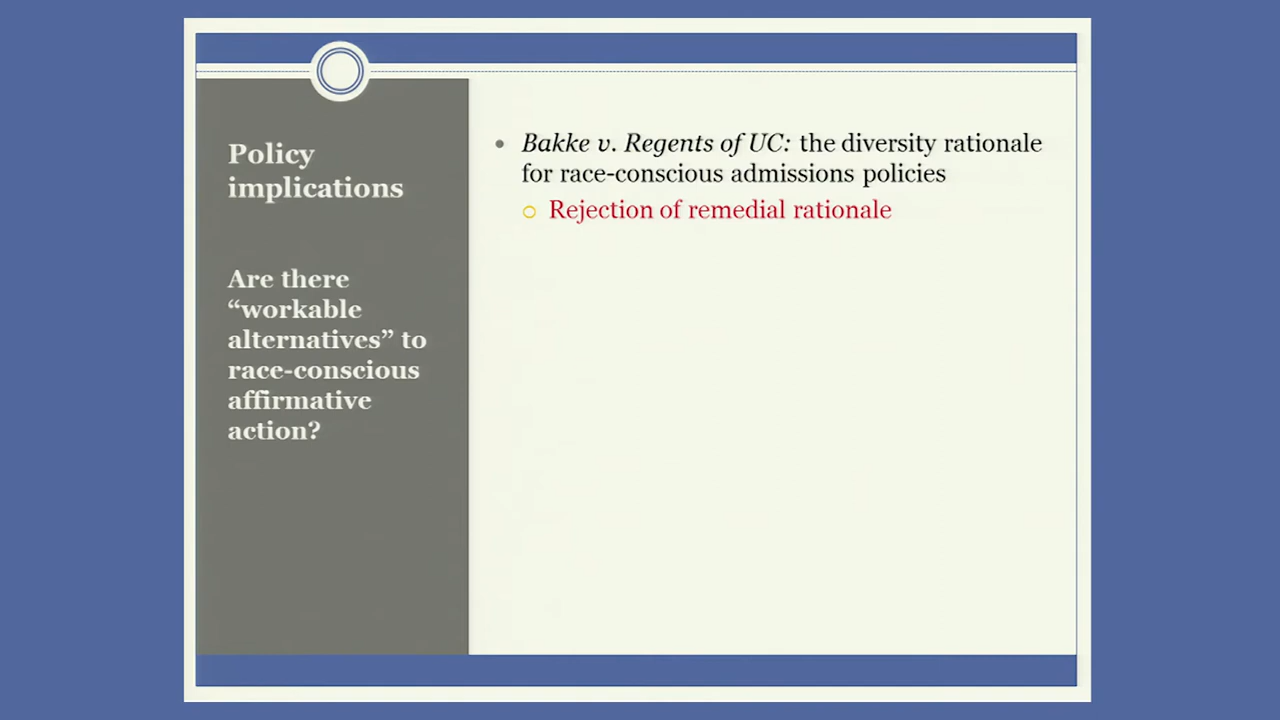 Policy
implications
Are there
“workable
alternatives” to
race-conscious
affirmative
action?
Bakke v. Regents of UC: the diversity rationale
for race-conscious admissions policies
Rejection of remedial rationale